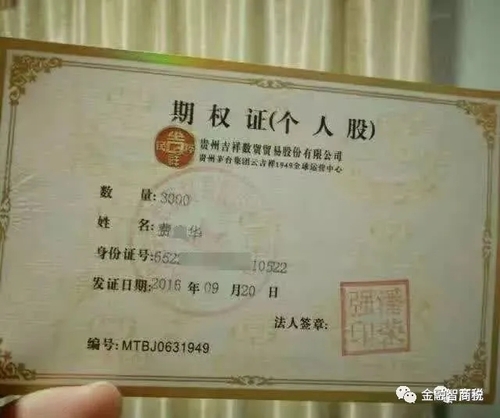 期权证(个人股)
贵州吉祥数贸贸易股份有限公司
贵州茅台集团云吉祥1949全球运营中心
数 量:3000
姓 名:
身份证号:522 10522
发证日期:2016 年 09 月 20 日
法人签章:
编号:MTBJ0631949
金融智商税